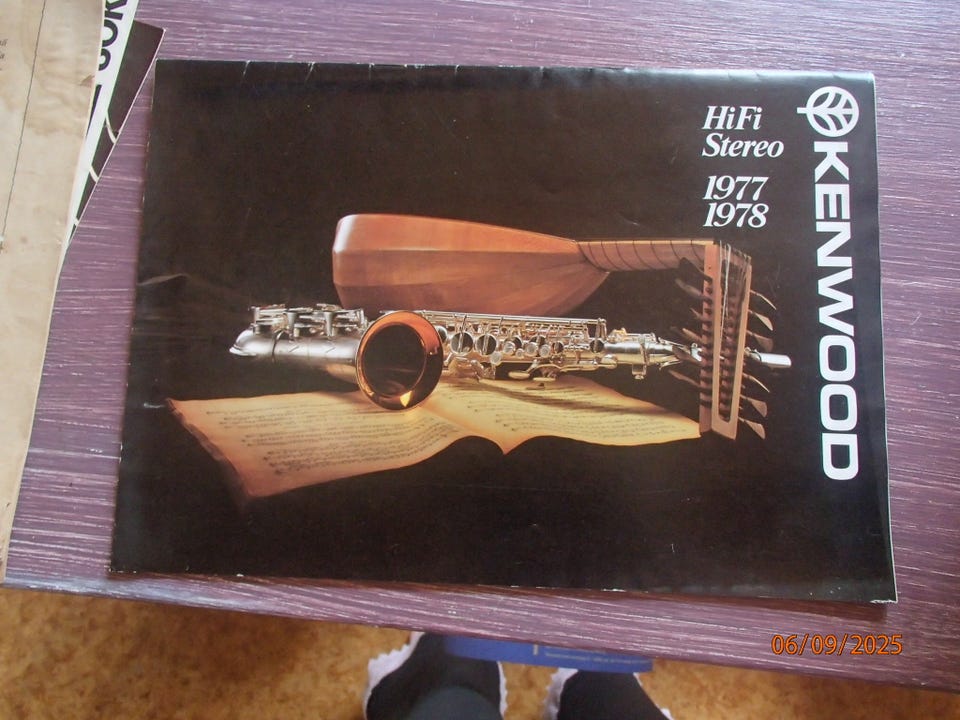 HiFi
Stereo
1977
1978
KENWOOD
06/09/2025